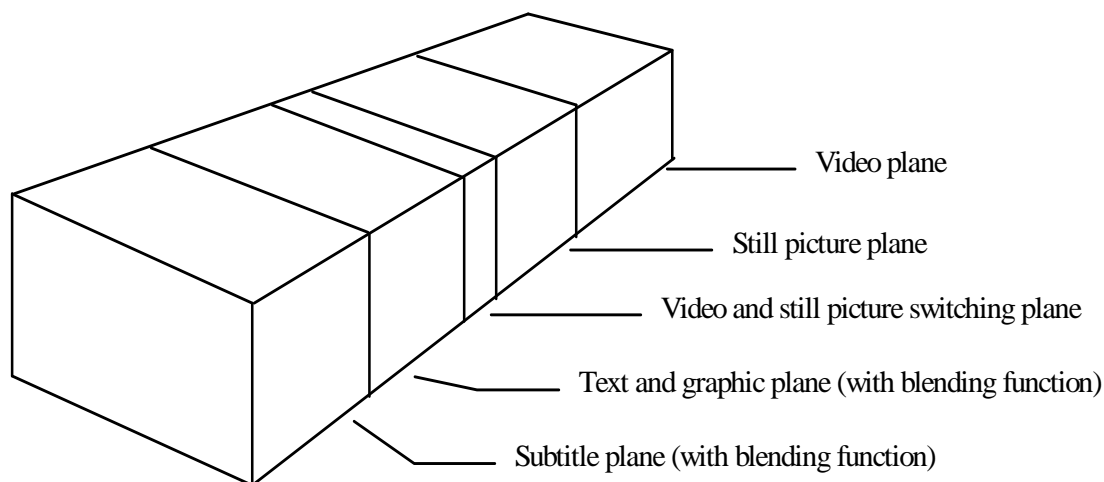 Video plane
Still picture plane
Video and still picture switching plane
Text and graphic plane (with blending function)
Subtitle plane (with blending function)